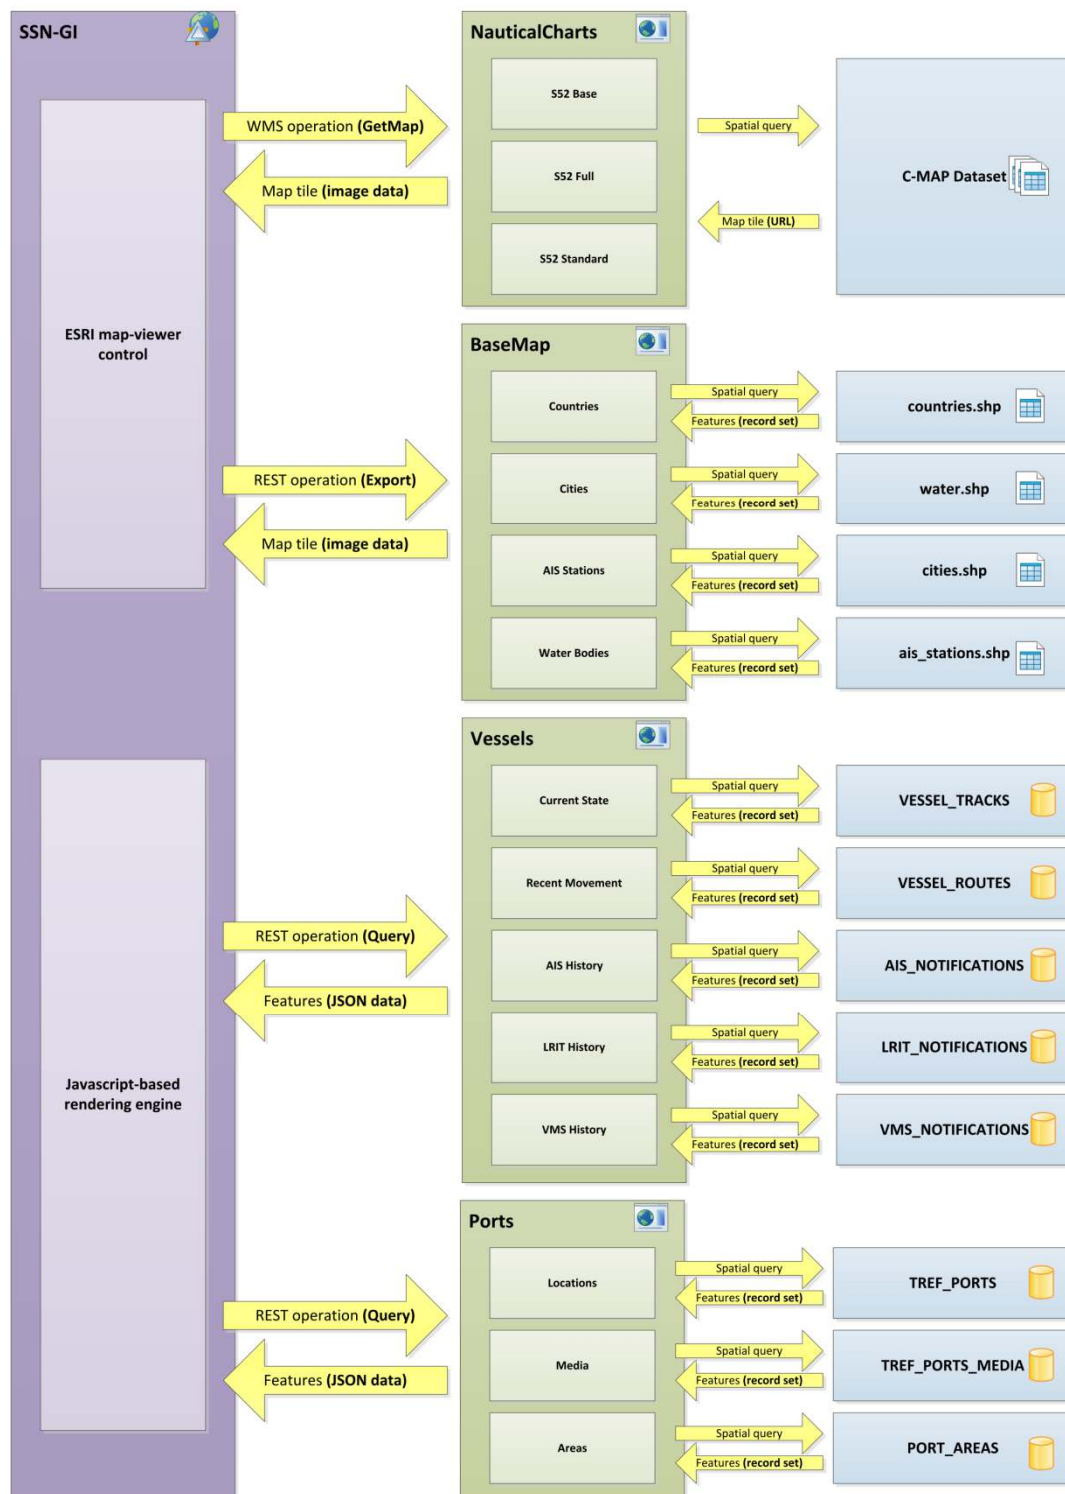 SSN-GI
NauticalCharts
S52 Base
WMS operation (GetMap)
Spatial query
S52 Full
C-MAP Dataset
Map tile (image data)
Map tile (URL)
S52 Standard
ESRI map-viewer
control
BaseMap
Countries
Spatial query
Features (record set)
countries.shp
REST operation (Export)
Cities
Spatial query
Features (record set)
water.shp
Map tile (image data)
AIS Stations
Spatial query
Features (record set)
cities.shp
Water Bodies
Spatial query
Features (record set)
ais_stations.shp
Vessels
Current State
Spatial query
Features (record set)
VESSEL_TRACKS
Recent Movement
Spatial query
Features (record set)
VESSEL_ROUTES
REST operation (Query)
AIS History
Spatial query
Features (record set)
AIS_NOTIFICATIONS
Features (JSON data)
LRIT History
Spatial query
Features (record set)
LRIT_NOTIFICATIONS
Javascript-based
rendering engine
VMS History
Spatial query
Features (record set)
VMS_NOTIFICATIONS
Ports
Locations
Spatial query
Features (record set)
TREF_PORTS
REST operation (Query)
Media
Spatial query
Features (record set)
TREF_PORTS_MEDIA
Features (JSON data)
Areas
Spatial query
Features (record set)
PORT_AREAS